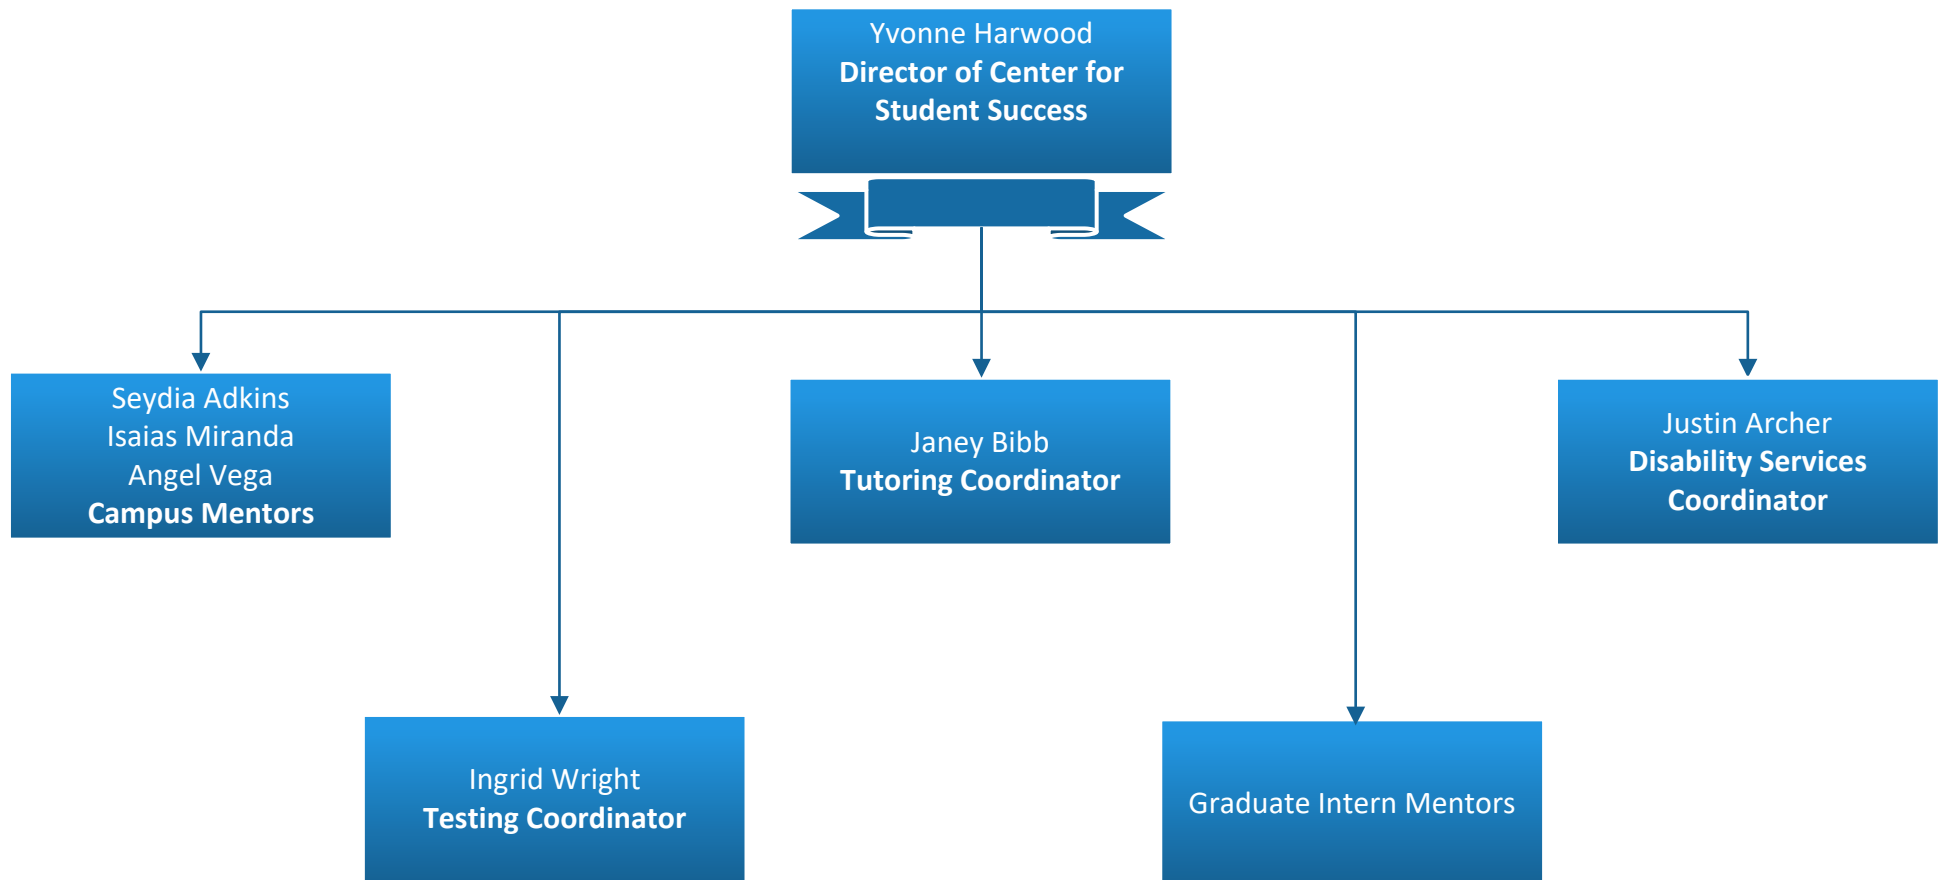 Yvonne Harwood
Director of Center for
Student Success
Seydia Adkins
Isaias Miranda
Angel Vega
Campus Mentors
Janey Bibb
Tutoring Coordinator
Justin Archer
Disability Services
Coordinator
Ingrid Wright
Testing Coordinator
Graduate Intern Mentors